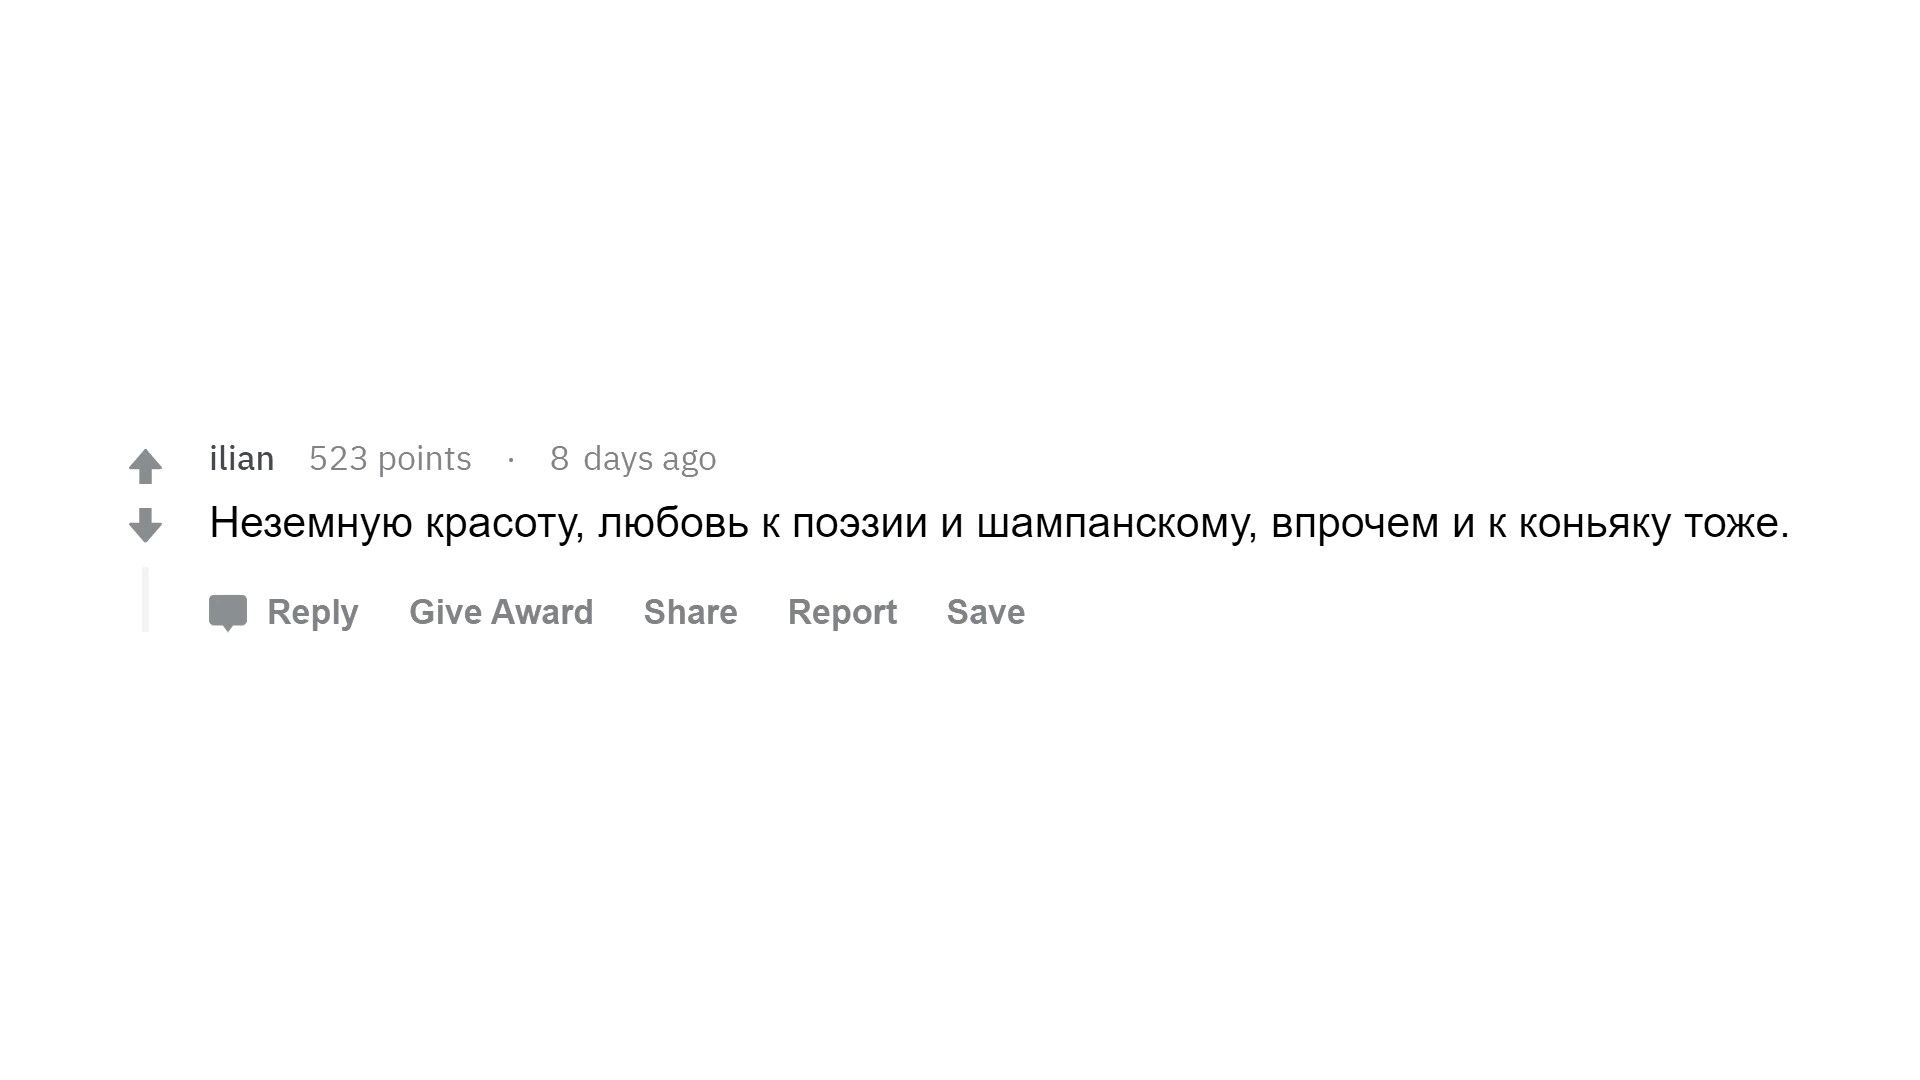 ilian 523 points · 8 days ago
Неземную красоту, любовь к поэзии и шампанскому, впрочем и к коньяку тоже.
Reply Give Award Share Report Save